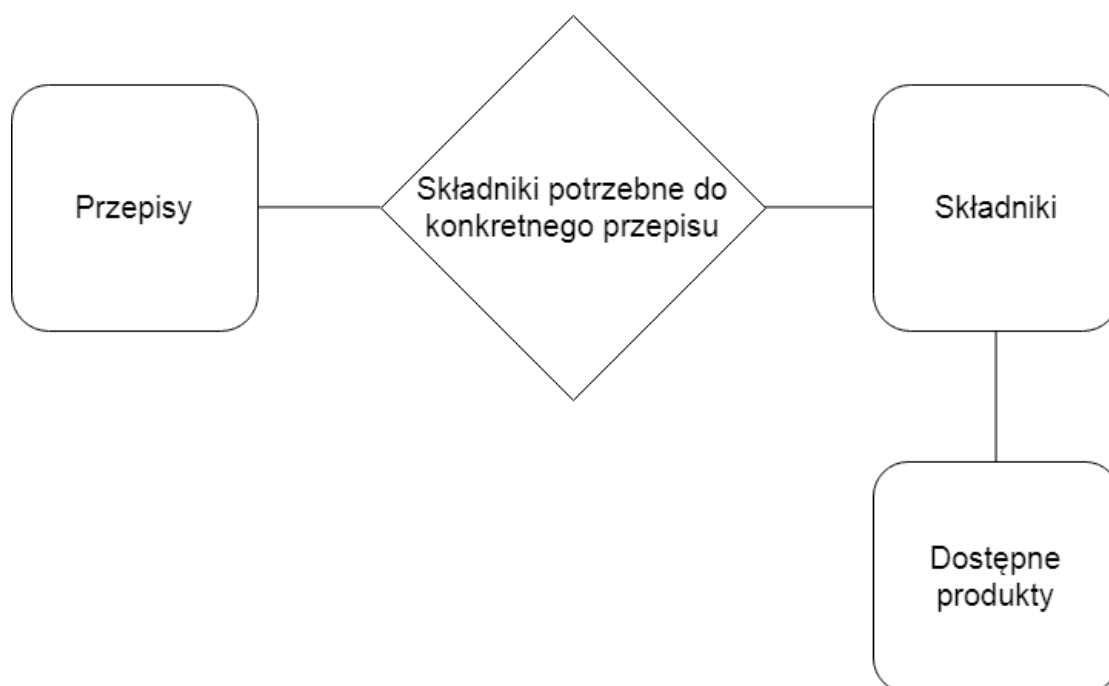 Przepisy
Składniki potrzebne do
konkretnego przepisu
Składniki
Dostępne
produkty